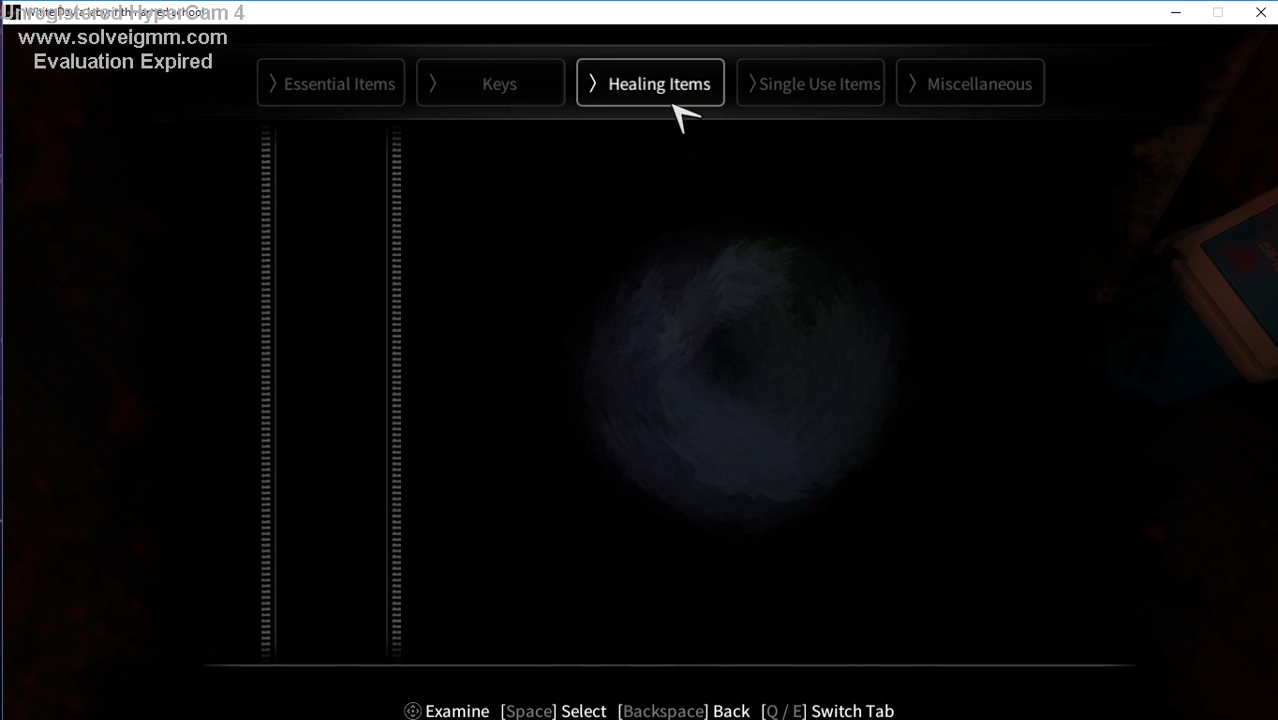 Unregistered HyperCam 4
www.solveigmm.com
Evaluation Expired
Essential Items
Keys
Healing Items
Single Use Items
Miscellaneous
Examine [Space] Select [Backspace] Back [Q / E] Switch Tab